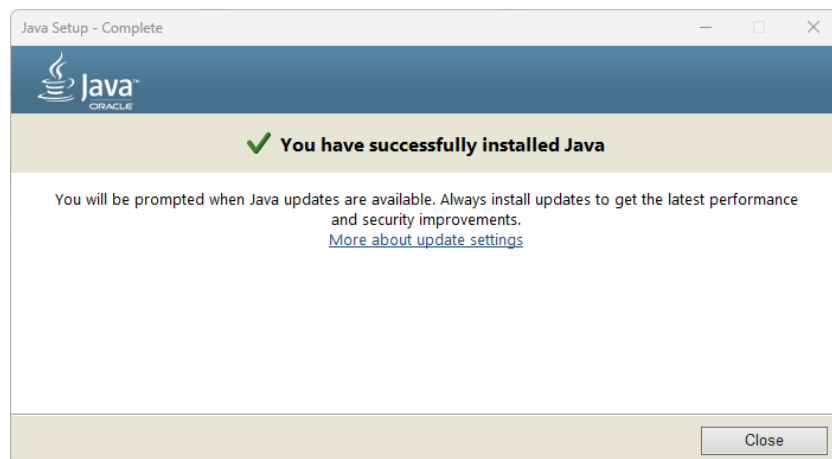 Java Setup - Complete
Java™
ORACLE
You have successfully installed Java
You will be prompted when Java updates are available. Always install updates to get the latest performance
and security improvements.
More about update settings
Close